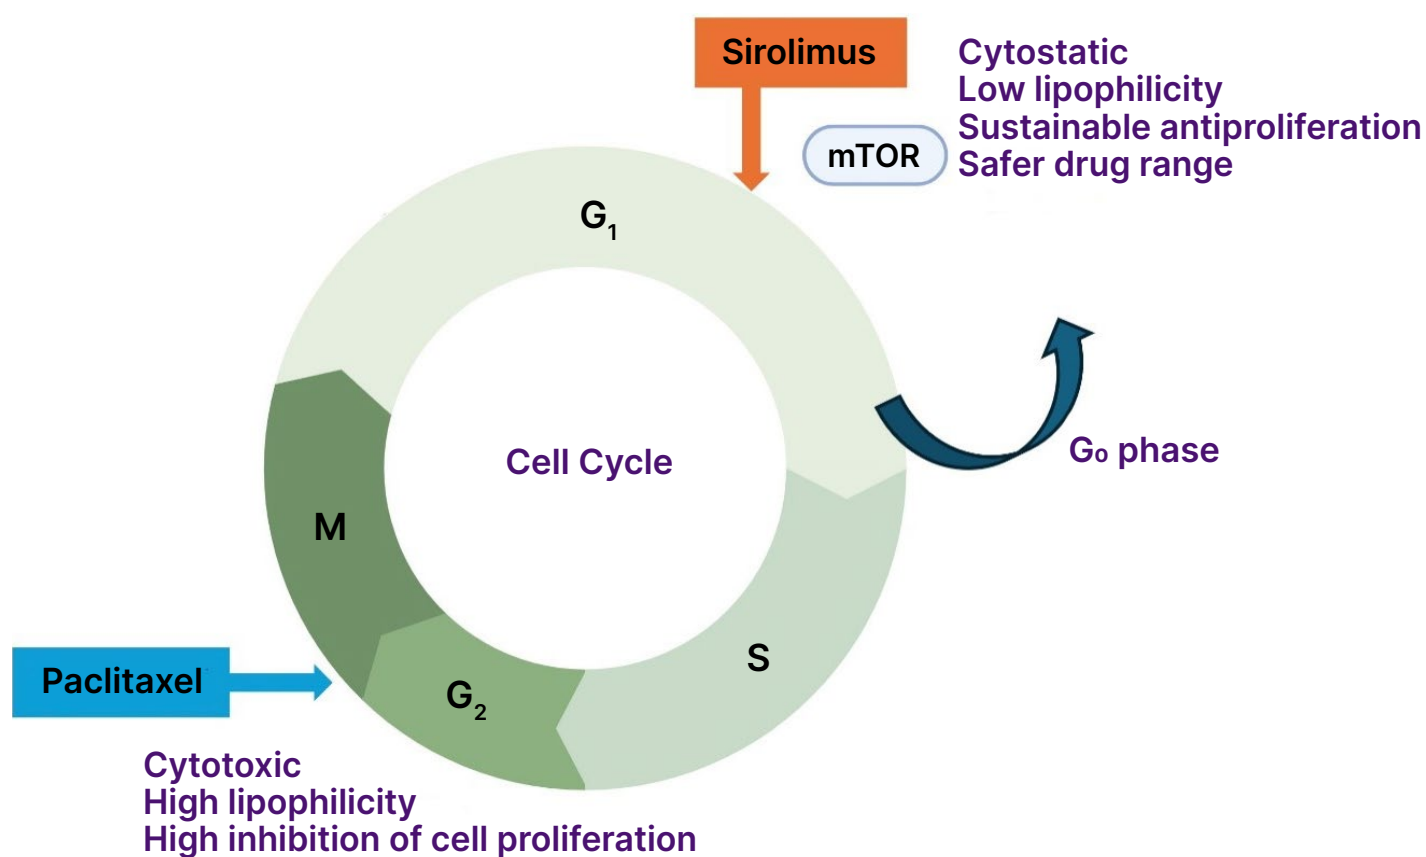 Sirolimus
Cytostatic
Low lipophilicity
Sustainable antiproliferation
Safer drug range
mTOR
G₁
G₀ phase
Cell Cycle
M
S
G₂
Paclitaxel
Cytotoxic
High lipophilicity
High inhibition of cell proliferation